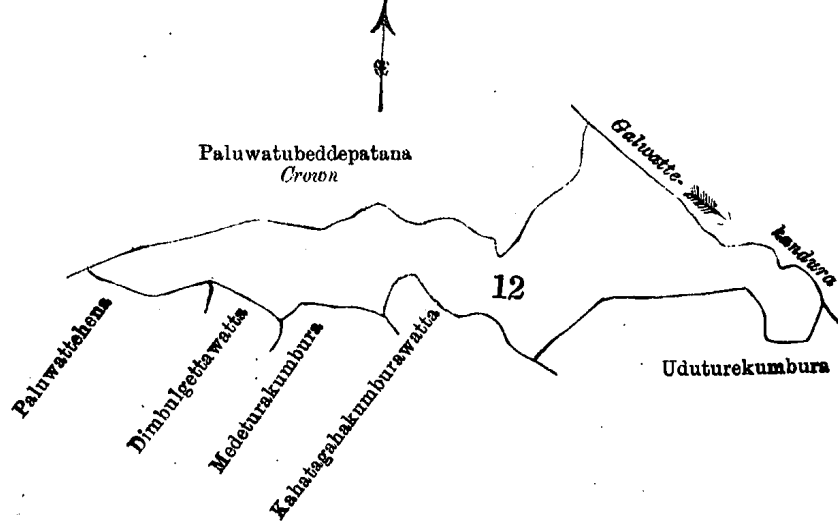 Paluwatubeddepatana
Crown
Galwatte-
kandura
12
Paluwattehena
Dimbulgettawatta
Medeturakumbura
Kahatagahakumburawatta
Uduturekumbura